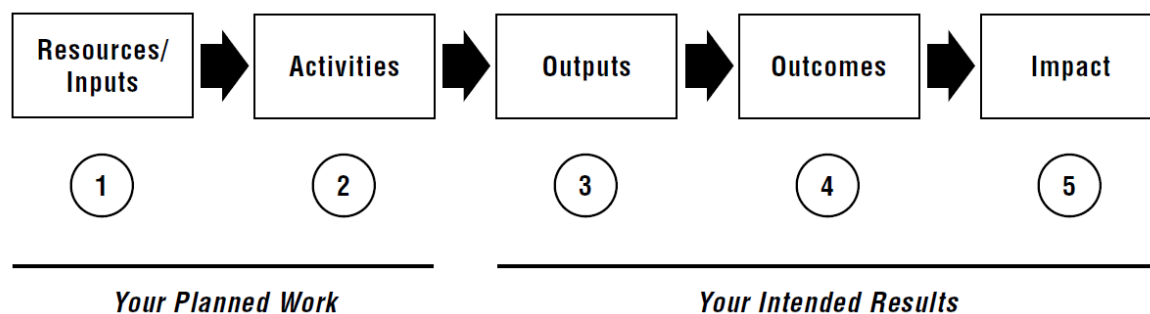 Resources/
Inputs
Activities
Outputs
Outcomes
Impact
1
2
3
4
5
Your Planned Work
Your Intended Results